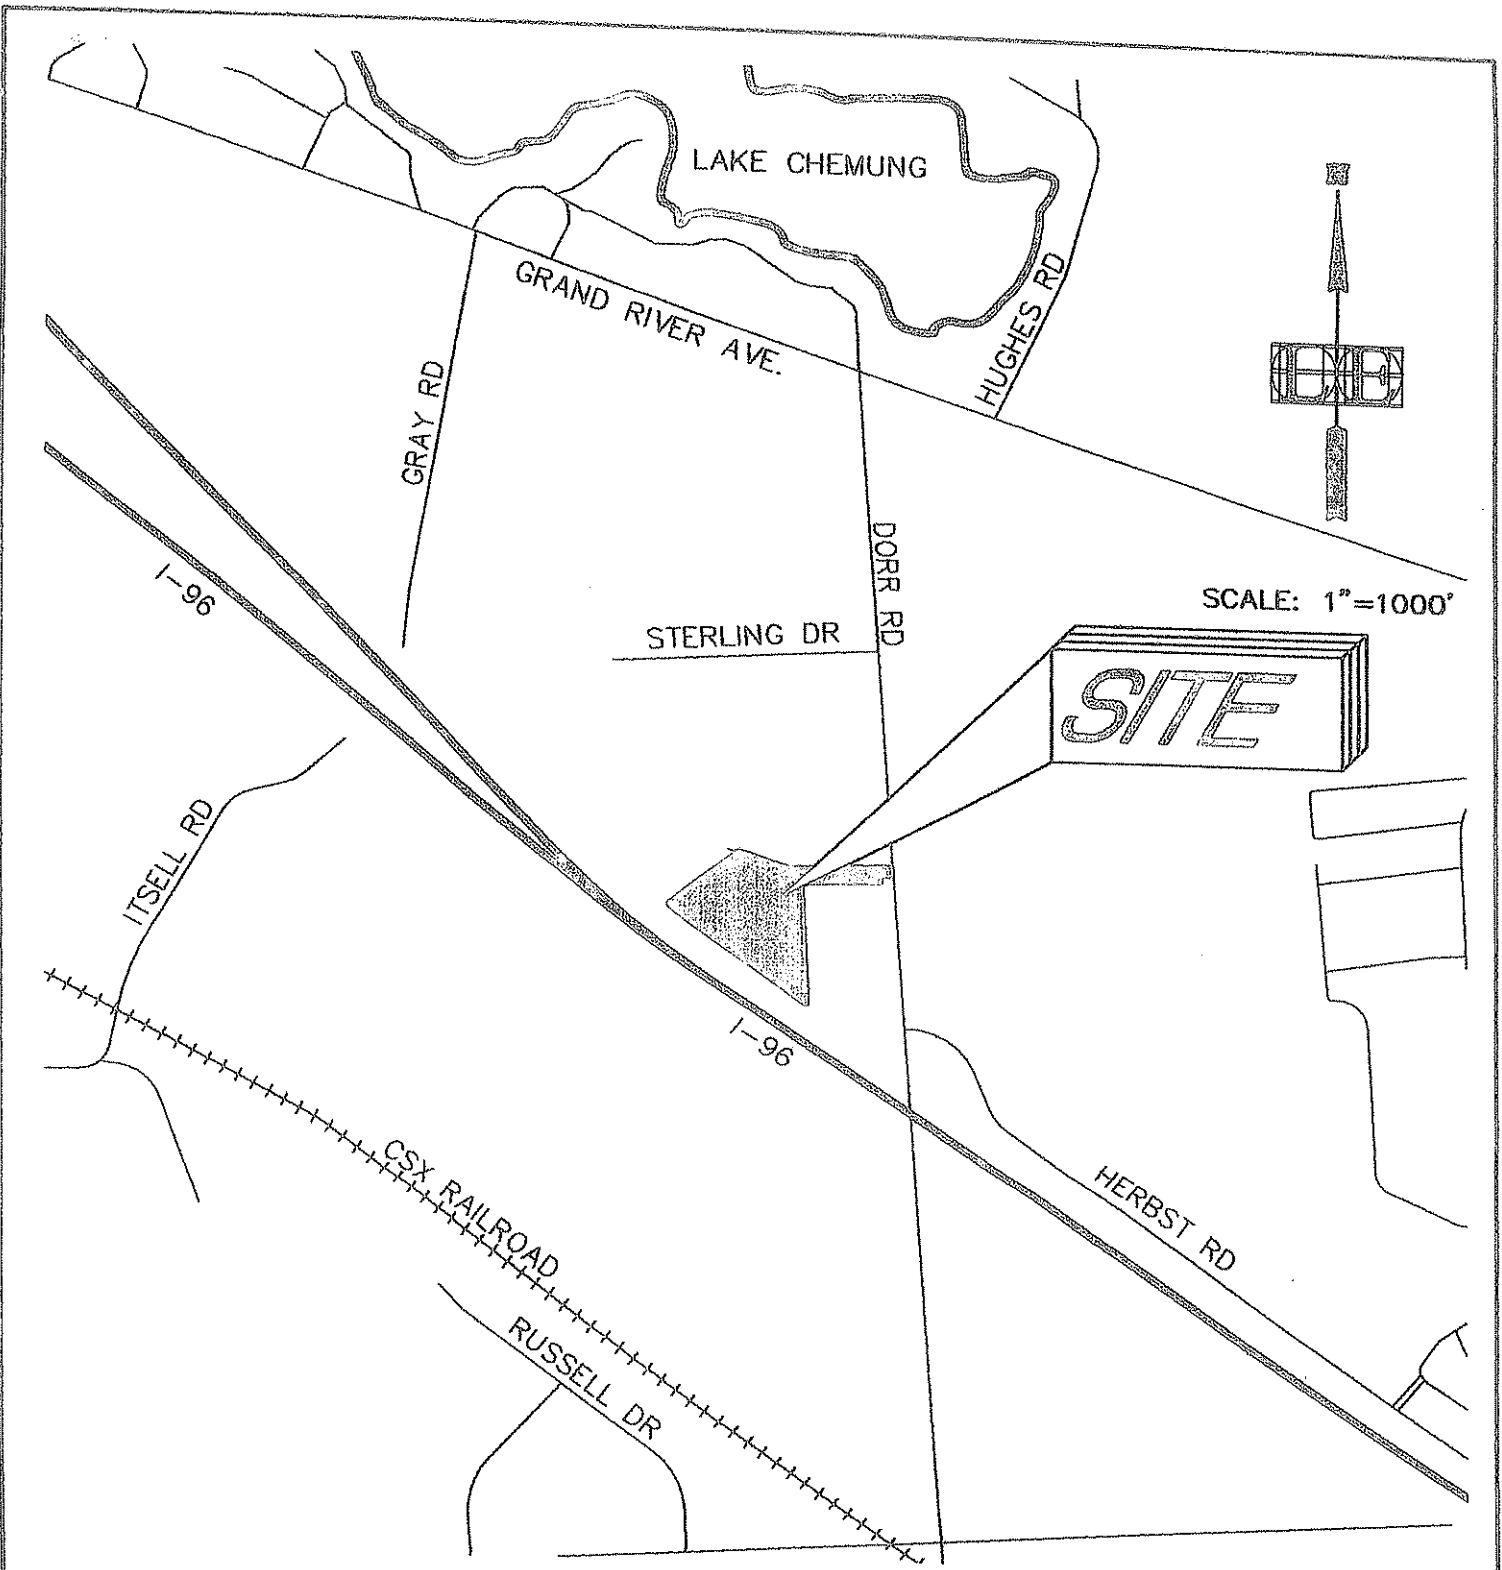 LAKE CHEMUNG
N
GRAND RIVER AVE.
HUGHES RD
GRAY RD
DORR RD
I-96
SCALE: 1"=1000'
STERLING DR
SITE
ITSELL RD
I-96
CSX RAILROAD
HERBST RD
RUSSELL DR